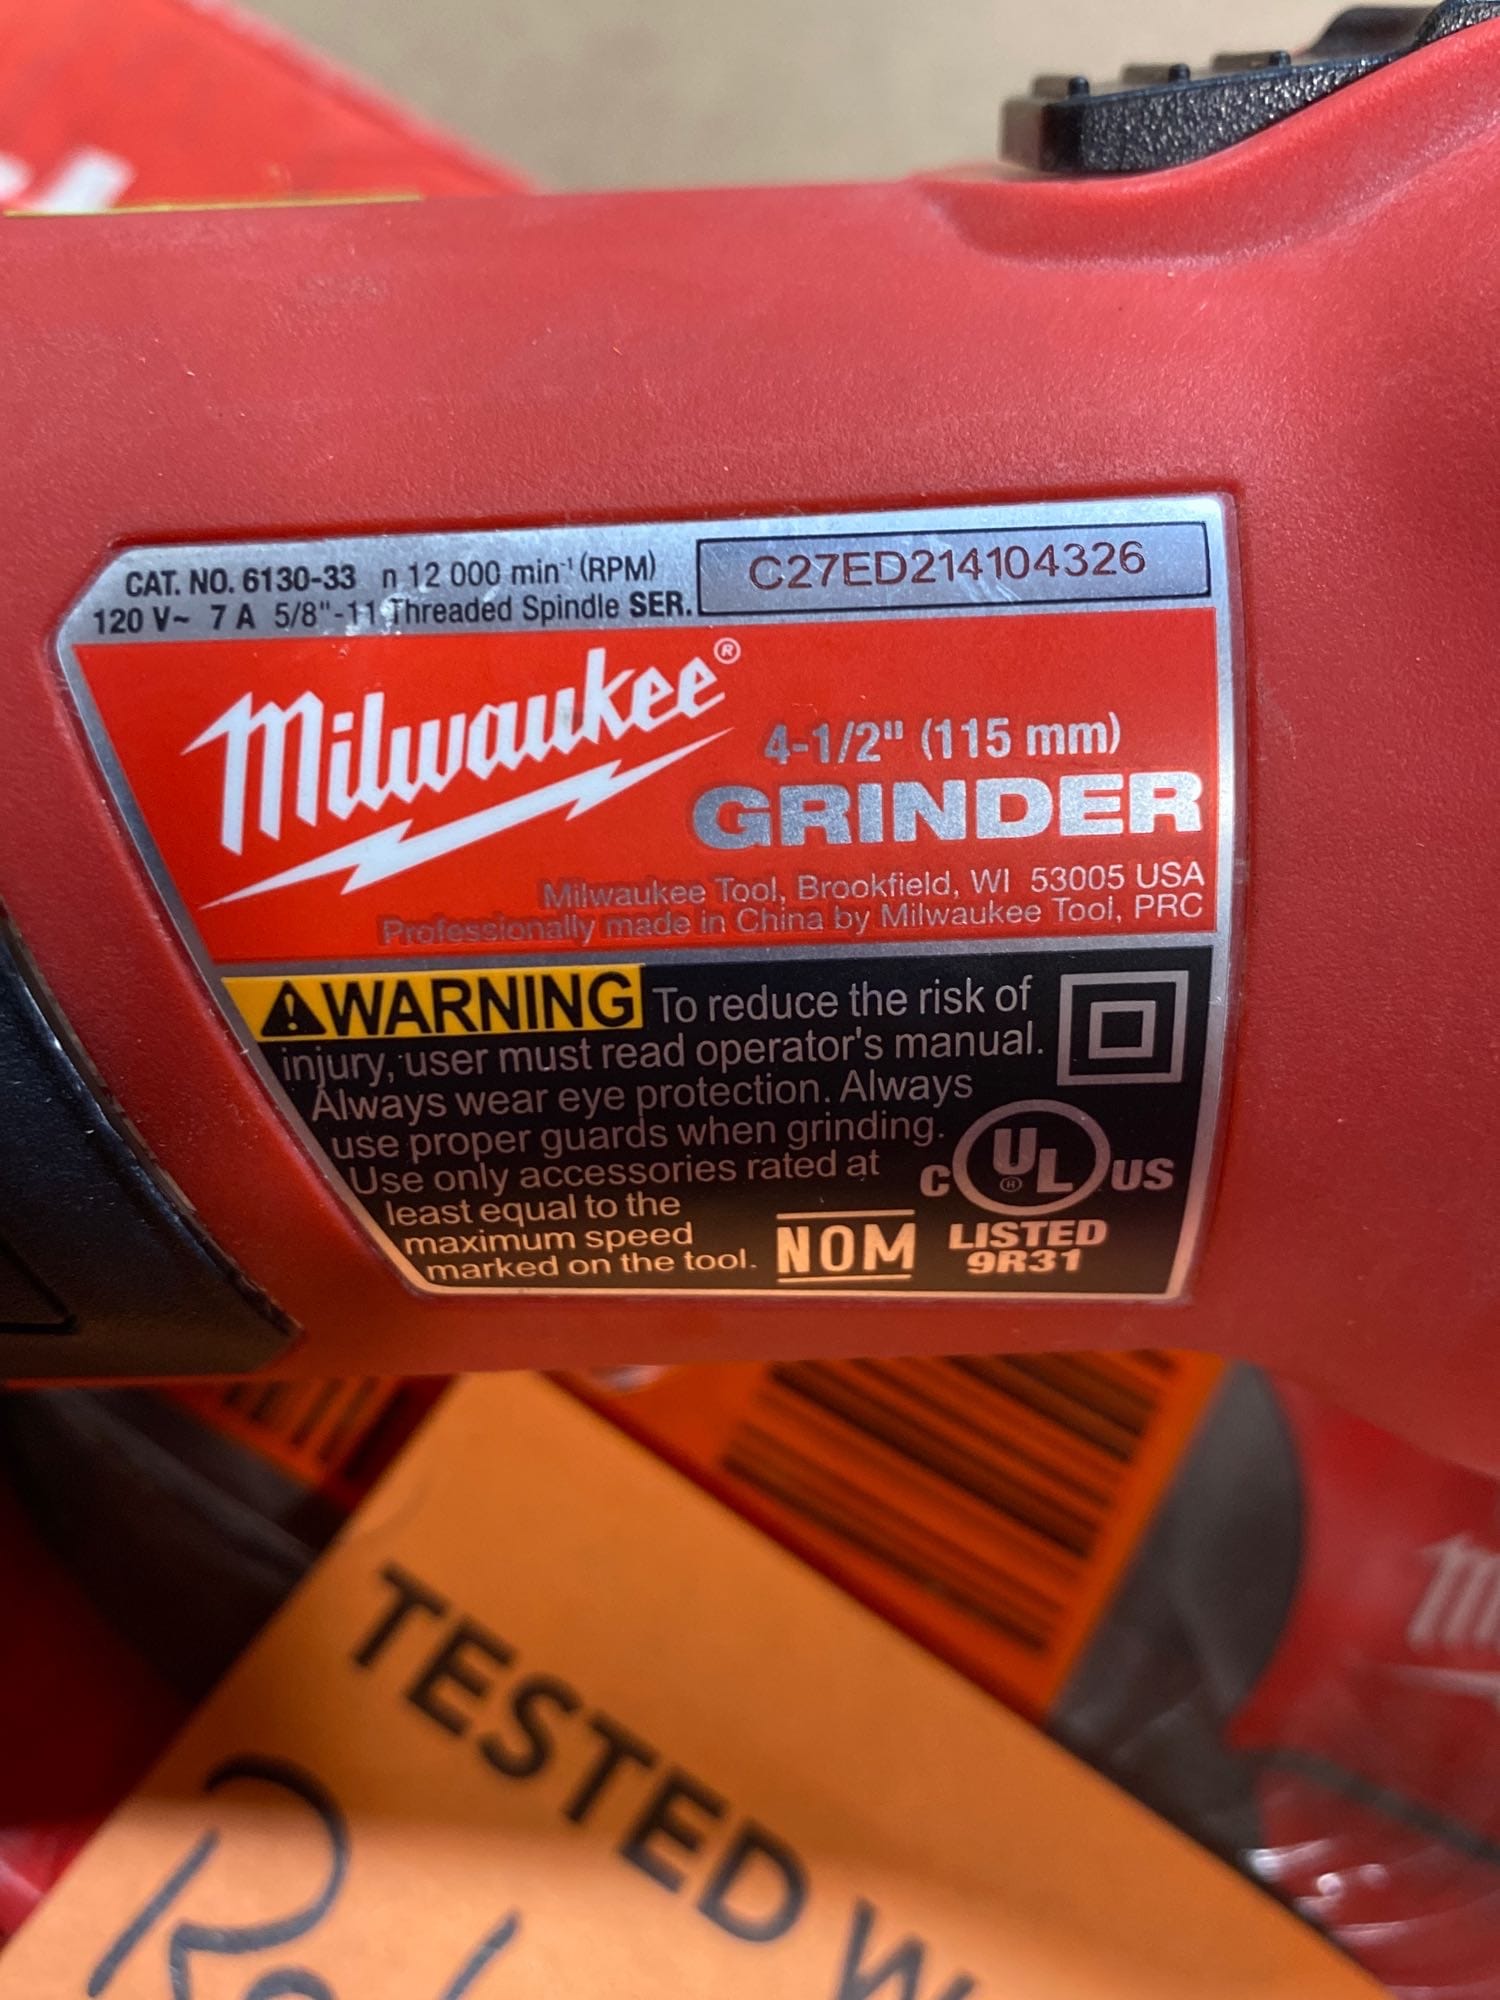 CAT. NO. 6130-33 n 12 000 min⁻¹ (RPM)
120 V~ 7 A 5/8"-11 Threaded Spindle SER.
C27ED214104326
Milwaukee®
4-1/2" (115 mm)
GRINDER
Milwaukee Tool, Brookfield, WI 53005 USA
Professionally made in China by Milwaukee Tool, PRC
WARNING To reduce the risk of
injury, user must read operator's manual.
Always wear eye protection. Always
use proper guards when grinding.
Use only accessories rated at
least equal to the
maximum speed
marked on the tool.
NOM
C UL® US
LISTED
9R31
TESTED